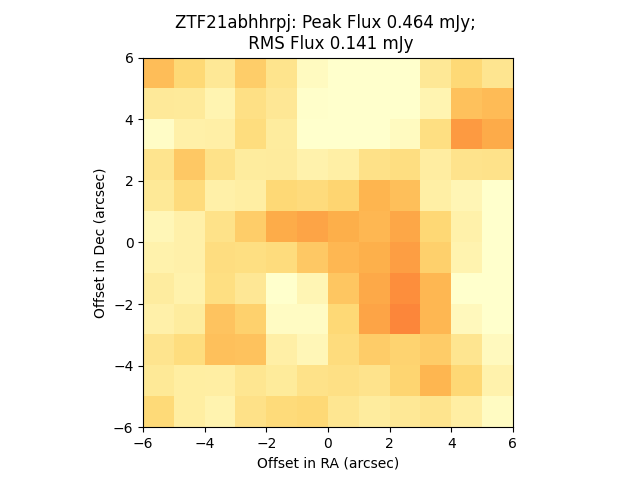 ZTF21abhhrpj: Peak Flux 0.464 mJy;
RMS Flux 0.141 mJy
6
4
2
0
−2
−4
−6
Offset in Dec (arcsec)
−6 −4 −2 0 2 4 6
Offset in RA (arcsec)